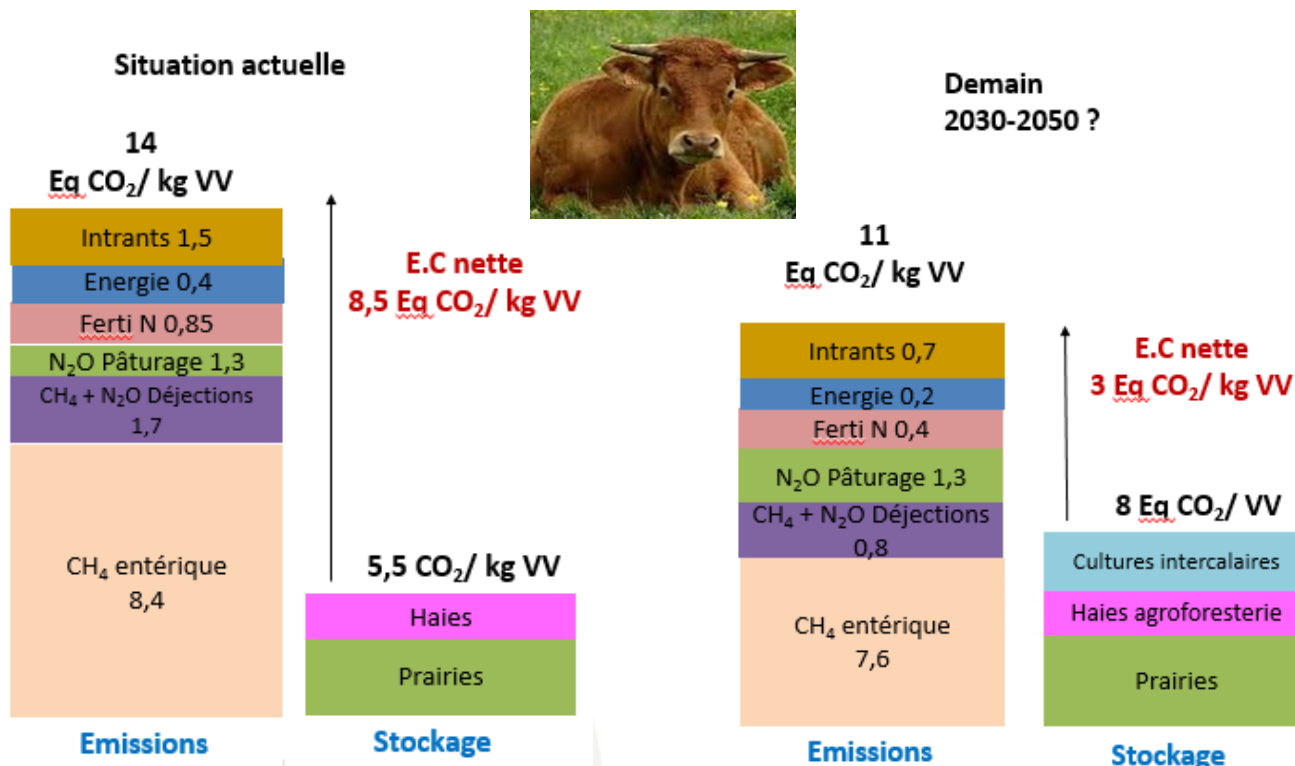 Situation actuelle
14
Eq CO₂/ kg VV
Intrants 1,5
Energie 0,4
Ferti N 0,85
N₂O Pâturage 1,3
CH₄ + N₂O Déjections
1,7
CH₄ entérique
8,4
Emissions
E.C nette
8,5 Eq CO₂/ kg VV
5,5 CO₂/ kg VV
Haies
Prairies
Stockage
Demain
2030-2050 ?
11
Eq CO₂/ kg VV
Intrants 0,7
Energie 0,2
Ferti N 0,4
N₂O Pâturage 1,3
CH₄ + N₂O Déjections
0,8
CH₄ entérique
7,6
Emissions
E.C nette
3 Eq CO₂/ kg VV
8 Eq CO₂/ VV
Cultures intercalaires
Haies agroforesterie
Prairies
Stockage